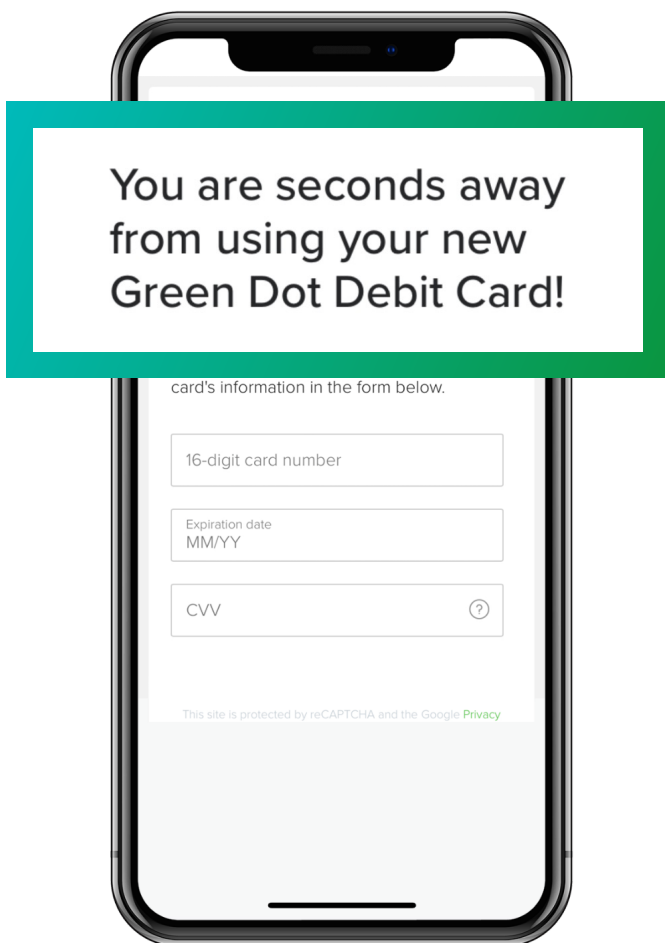 You are seconds away
from using your new
Green Dot Debit Card!
card's information in the form below.
16-digit card number
Expiration date
MM/YY
CVV
?
This site is protected by reCAPTCHA and the Google Privacy